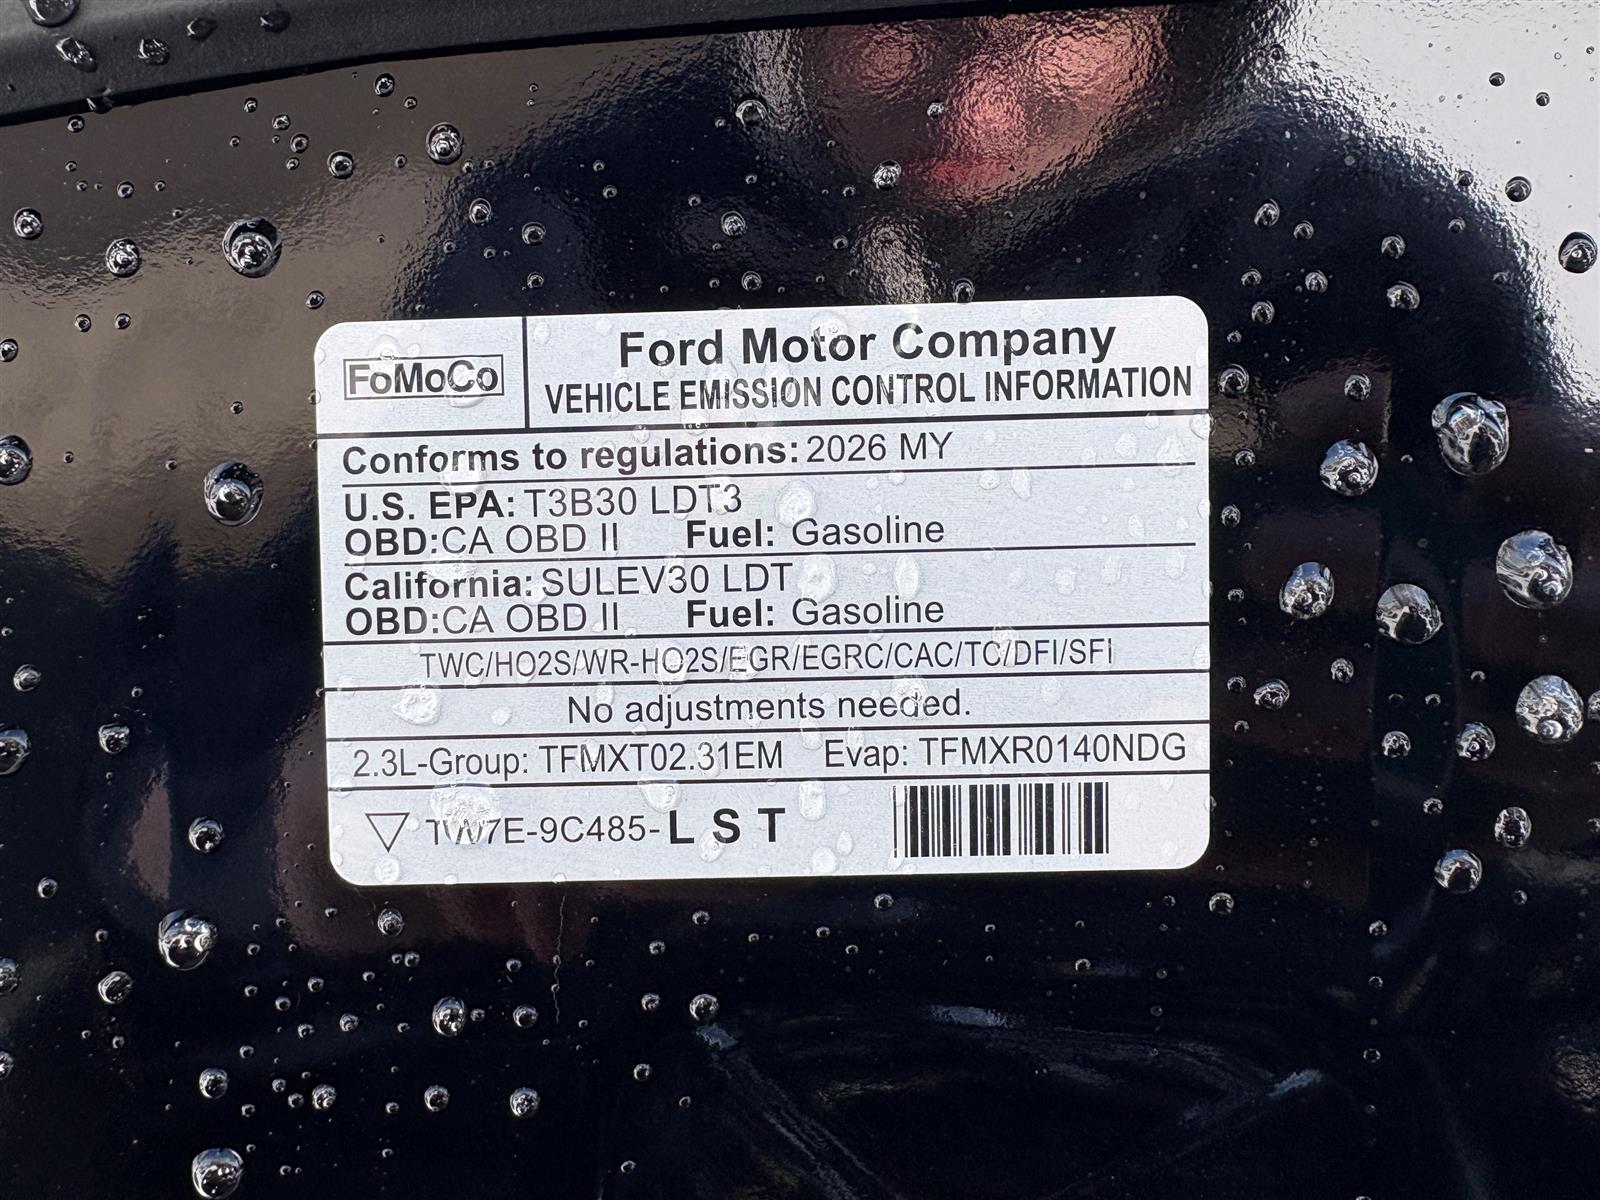 FoMoCo
Ford Motor Company
VEHICLE EMISSION CONTROL INFORMATION
Conforms to regulations: 2026 MY
U.S. EPA: T3B30 LDT3
OBD: CA OBD II Fuel: Gasoline
California: SULEV30 LDT
OBD: CA OBD II Fuel: Gasoline
TWC/HO2S/WR-HO2S/EGR/EGRC/CAC/TC/DFI/SFI
No adjustments needed.
2.3L-Group: TFMXT02.31EM Evap: TFMXR0140NDG
TW7E-9C485-L S T